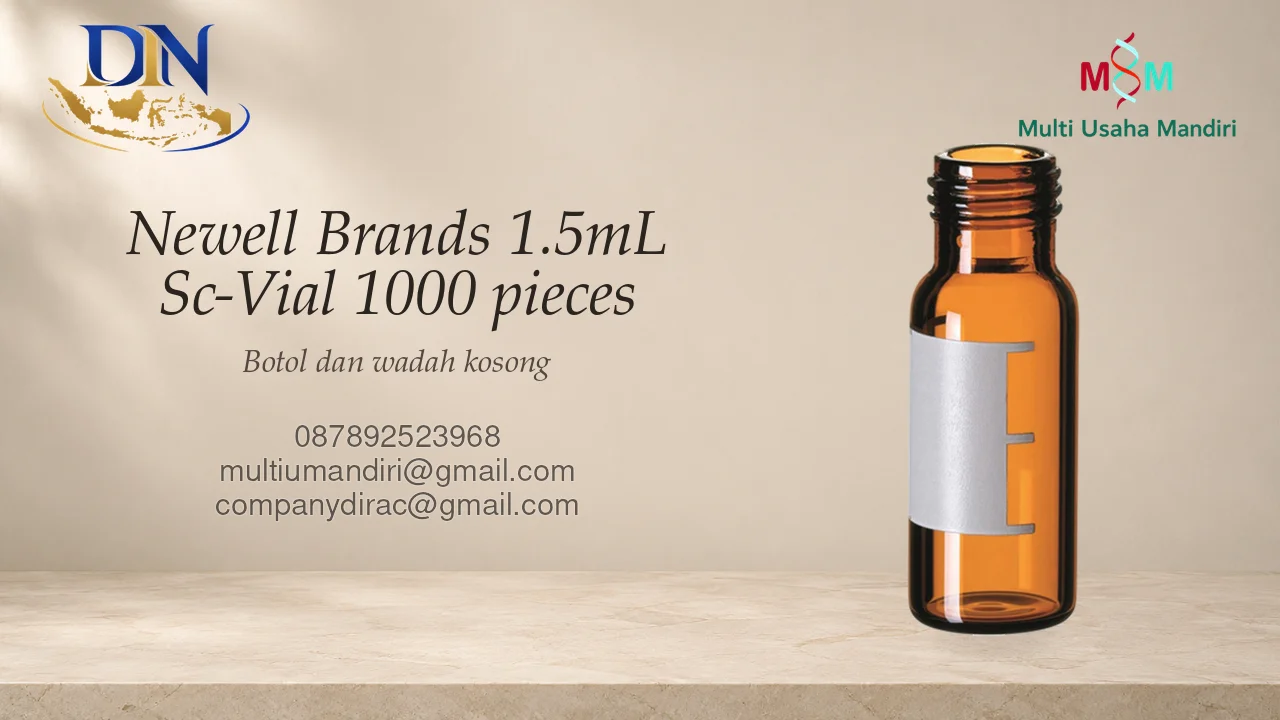 DN
M M
Multi Usaha Mandiri
Newell Brands 1.5mL
Sc-Vial 1000 pieces
Botol dan wadah kosong
087892523968
multiumandiri@gmail.com
companydirac@gmail.com